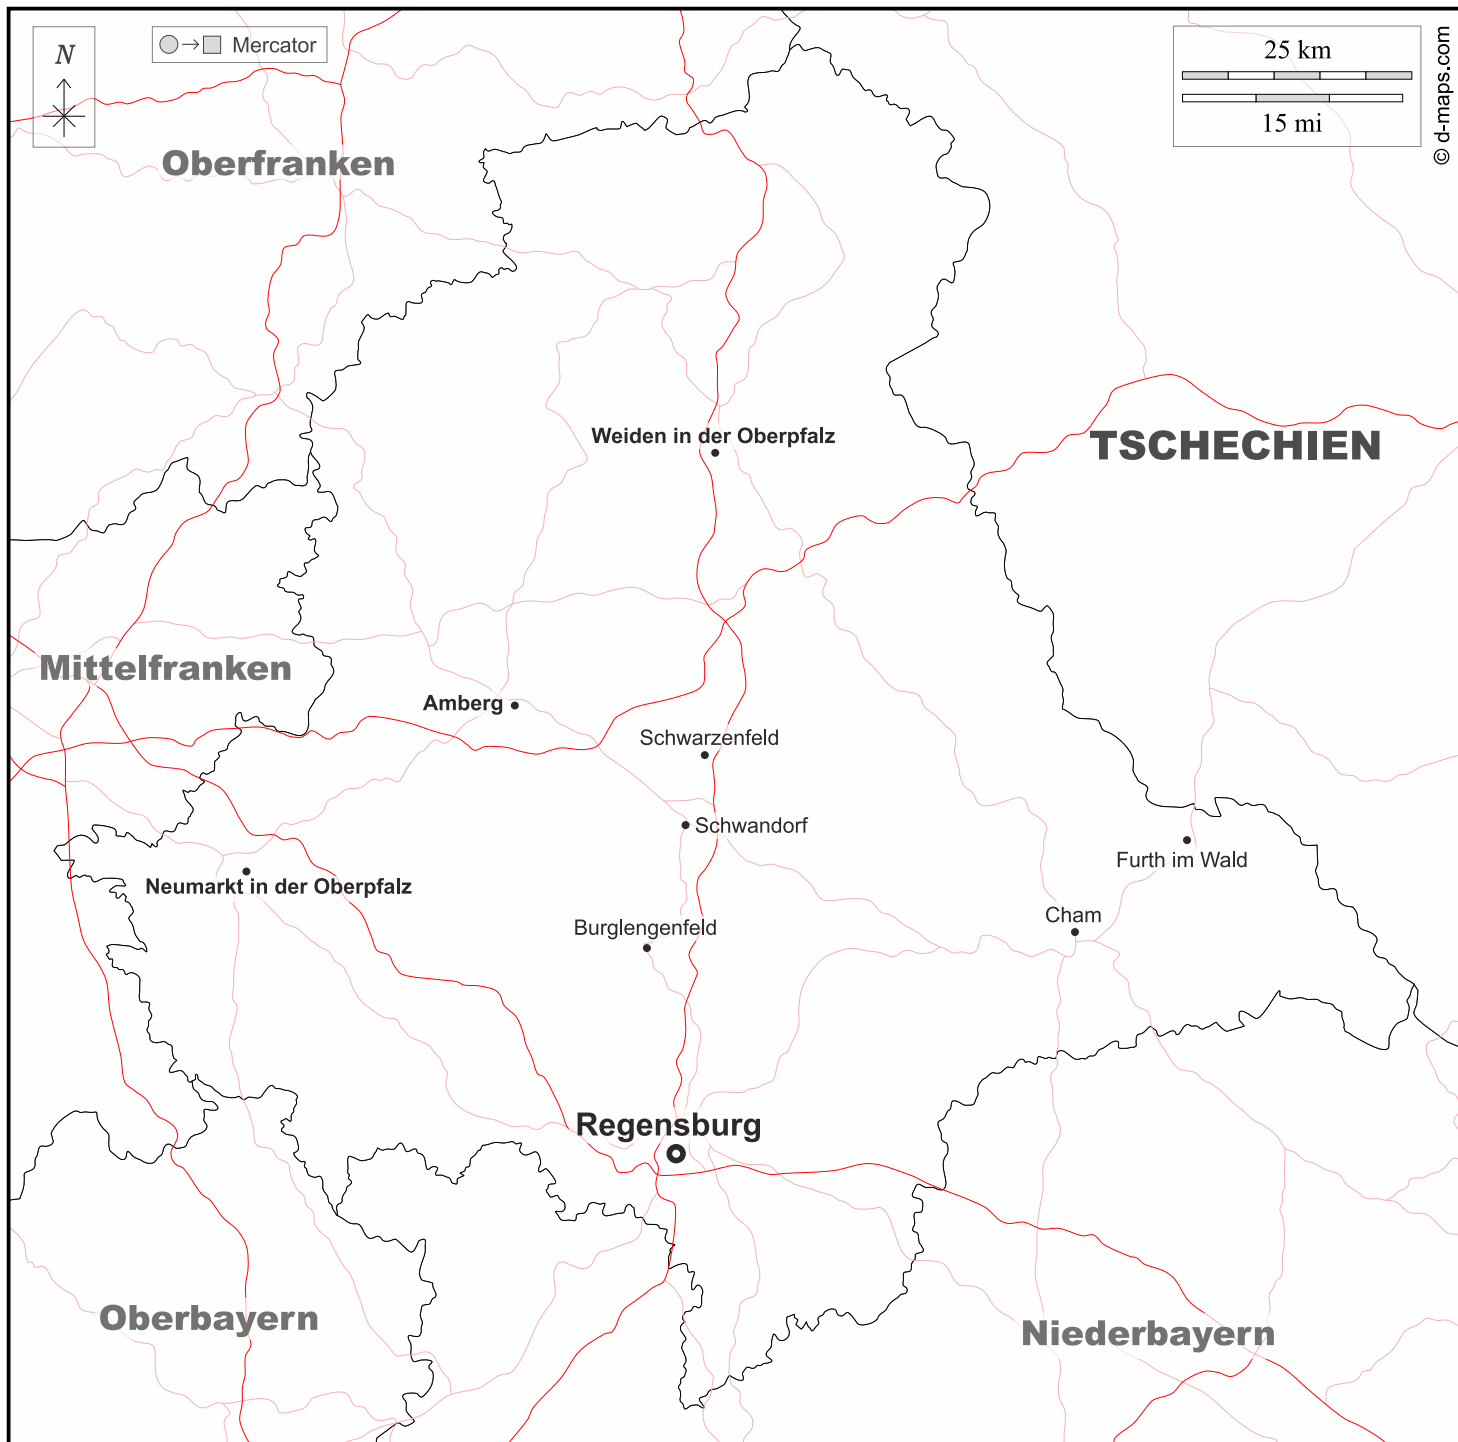 N
Mercator
25 km
15 mi
© d-maps.com
Oberfranken
Weiden in der Oberpfalz
TSCHECHIEN
Mittelfranken
Amberg
Schwarzenfeld
Schwandorf
Furth im Wald
Neumarkt in der Oberpfalz
Cham
Burglengenfeld
Regensburg
Oberbayern
Niederbayern